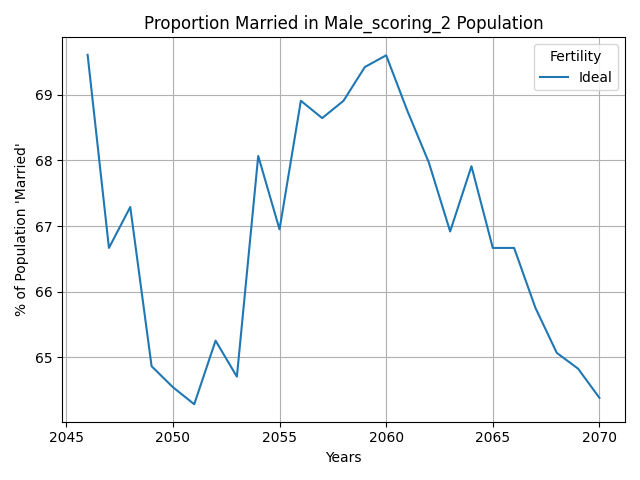 Proportion Married in Male_scoring_2 Population
Fertility
Ideal
% of Population 'Married'
69
68
67
66
65
2045
2050
2055
2060
2065
2070
Years